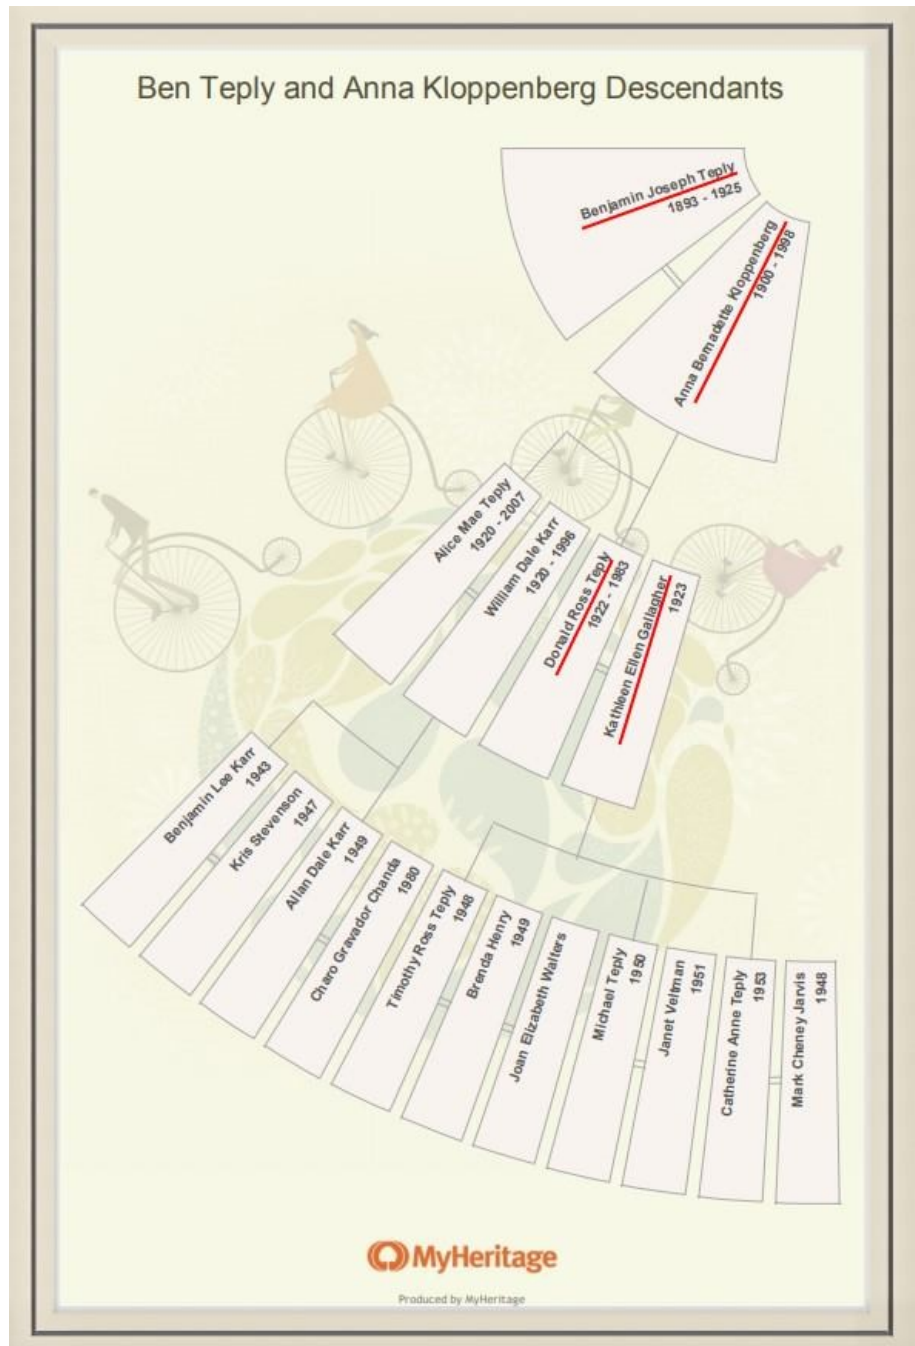 Ben Teply and Anna Kloppenberg Descendants
Benjamin Joseph Teply
1893 - 1925
Anna Bernadette Kloppenberg
1900 - 1998
Alice Mae Teply
1920 - 2007
William Dale Karr
1920 - 1996
Donald Ross Teply
1922 - 1983
Kathleen Ellen Gallagher
1923
Benjamin Lee Karr
1943
Kris Stevenson
1947
Allan Dale Karr
1949
Charo Gravador Chanda
1980
Timothy Ross Teply
1948
Brenda Henry
1949
Joan Elizabeth Walters
Michael Teply
1950
Janet Veltman
1951
Catherine Anne Teply
1953
Mark Cheney Jarvis
1948
MyHeritage
Produced by MyHeritage